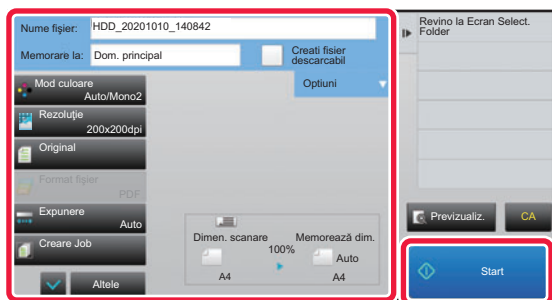 Nume fişier:
HDD_20201010_140842
Memorare la:
Dom. principal
Creati fisier
descarcabil
Optiuni
Mod culoare
Auto/Mono2
Rezoluţie
200x200dpi
Original
Format fişier
PDF
Expunere
Auto
Creare Job
Altele
Dimen. scanare
100%
Memorează dim.
Auto
A4
A4
Revino la Ecran Select.
Folder
Previzualiz.
CA
Start